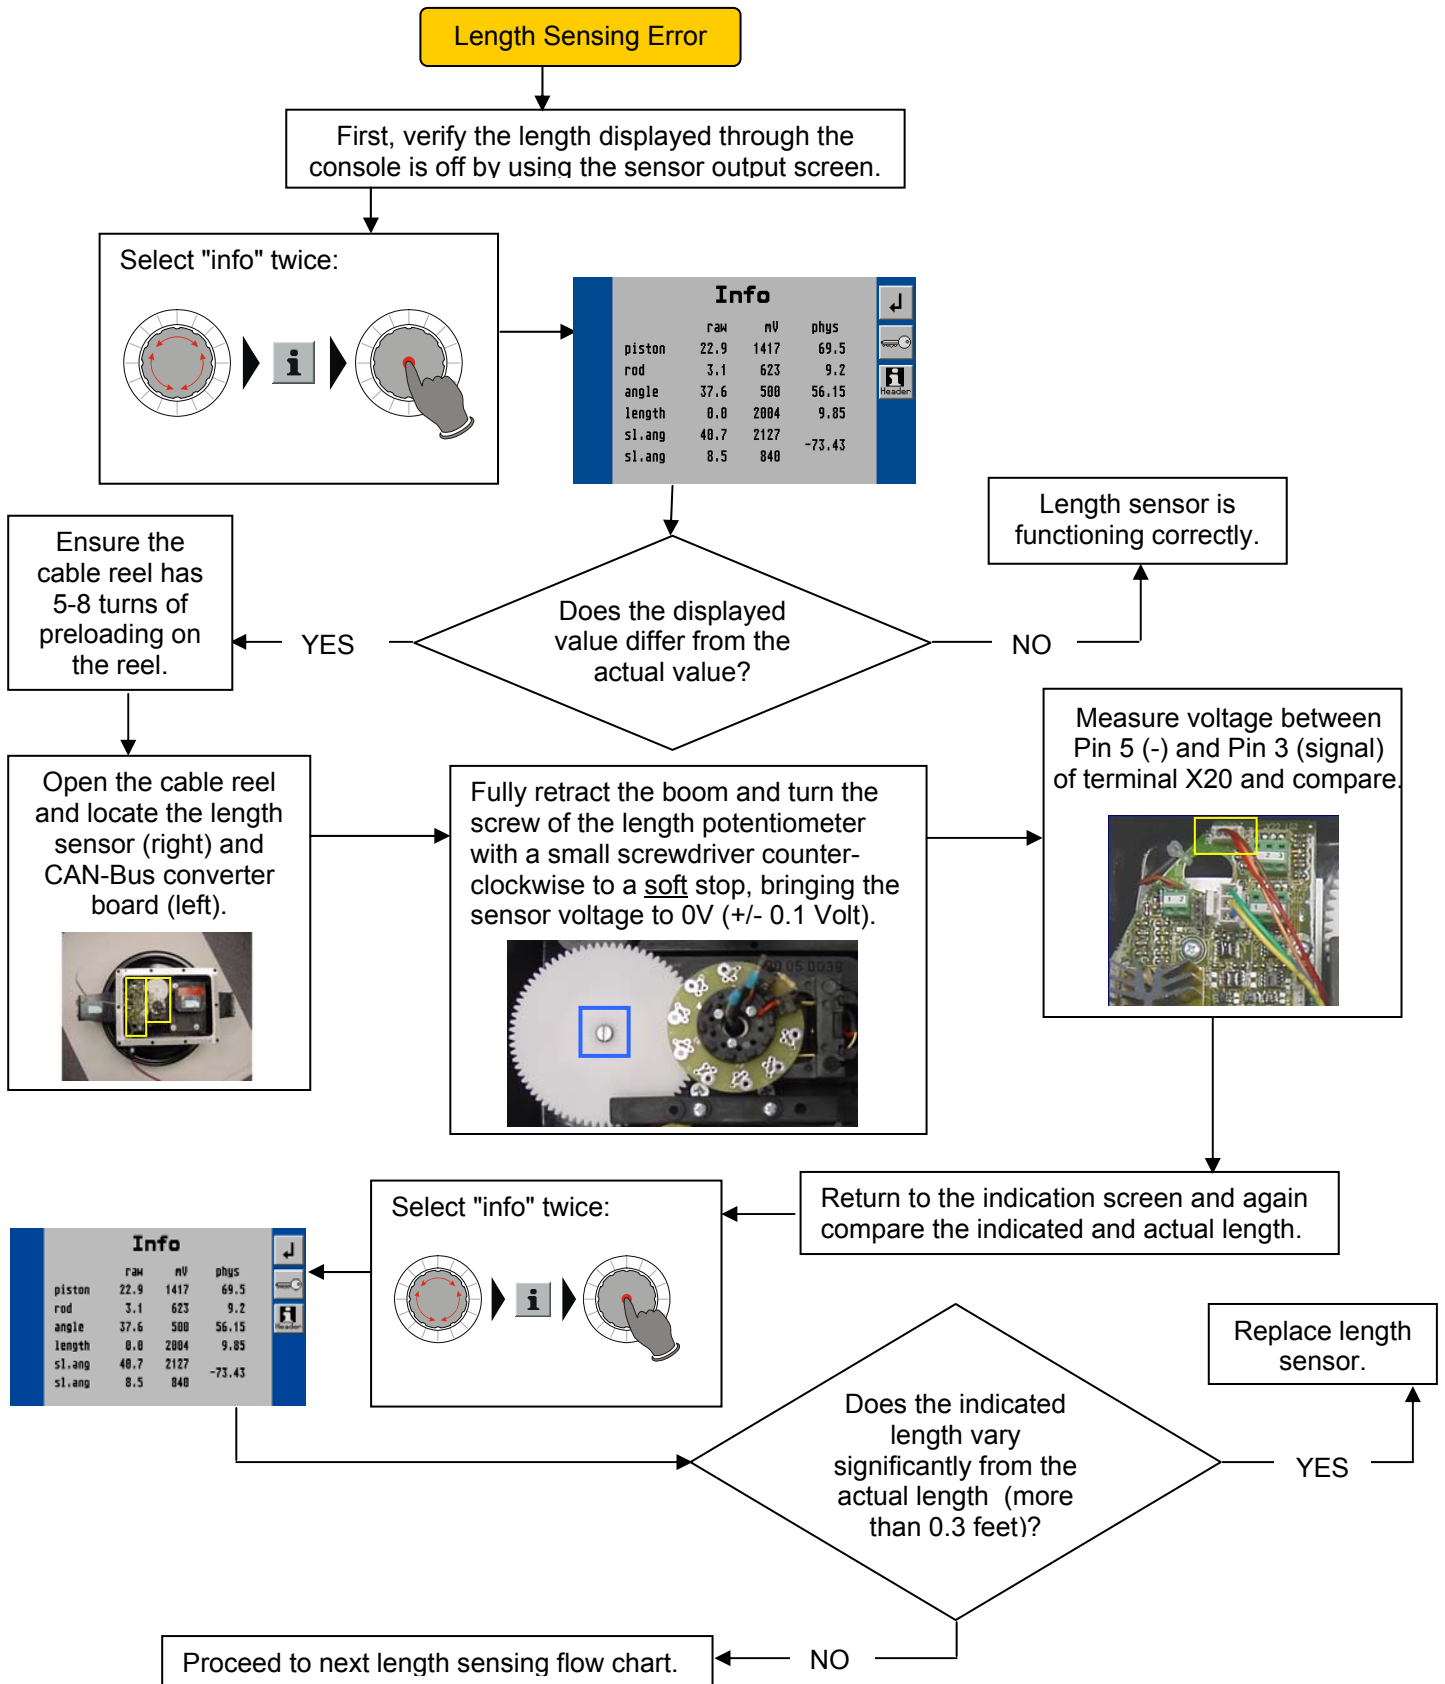 Length Sensing Error
First, verify the length displayed through the
console is off by using the sensor output screen.
Select "info" twice:
i
Info
raw mV phys
piston 22.9 1417 69.5
rod 3.1 623 9.2
angle 37.6 500 56.15
length 0.0 2004 9.85
sl.ang 40.7 2127
-73.43
sl.ang 8.5 840
i
Header
Does the displayed
value differ from the
actual value?
NO
Length sensor is
functioning correctly.
YES
Ensure the
cable reel has
5-8 turns of
preloading on
the reel.
Open the cable reel
and locate the length
sensor (right) and
CAN-Bus converter
board (left).
Fully retract the boom and turn the
screw of the length potentiometer
with a small screwdriver counter-
clockwise to a soft stop, bringing the
sensor voltage to 0V (+/- 0.1 Volt).
Measure voltage between
Pin 5 (-) and Pin 3 (signal)
of terminal X20 and compare.
1 2 3
1 2
Return to the indication screen and again
compare the indicated and actual length.
Select "info" twice:
i
Info
raw mV phys
piston 22.9 1417 69.5
rod 3.1 623 9.2
angle 37.6 500 56.15
length 0.0 2004 9.85
sl.ang 40.7 2127
-73.43
sl.ang 8.5 840
i
Header
Does the indicated
length vary
significantly from the
actual length (more
than 0.3 feet)?
YES
Replace length
sensor.
NO
Proceed to next length sensing flow chart.